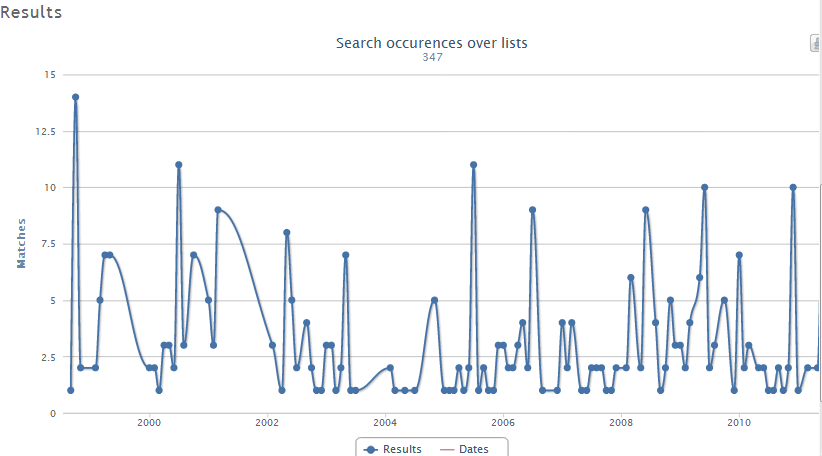 Results
Search occurences over lists
347
15
12.5
10
7.5
5
2.5
0
Matches
2000 2002 2004 2006 2008 2010
Results Dates